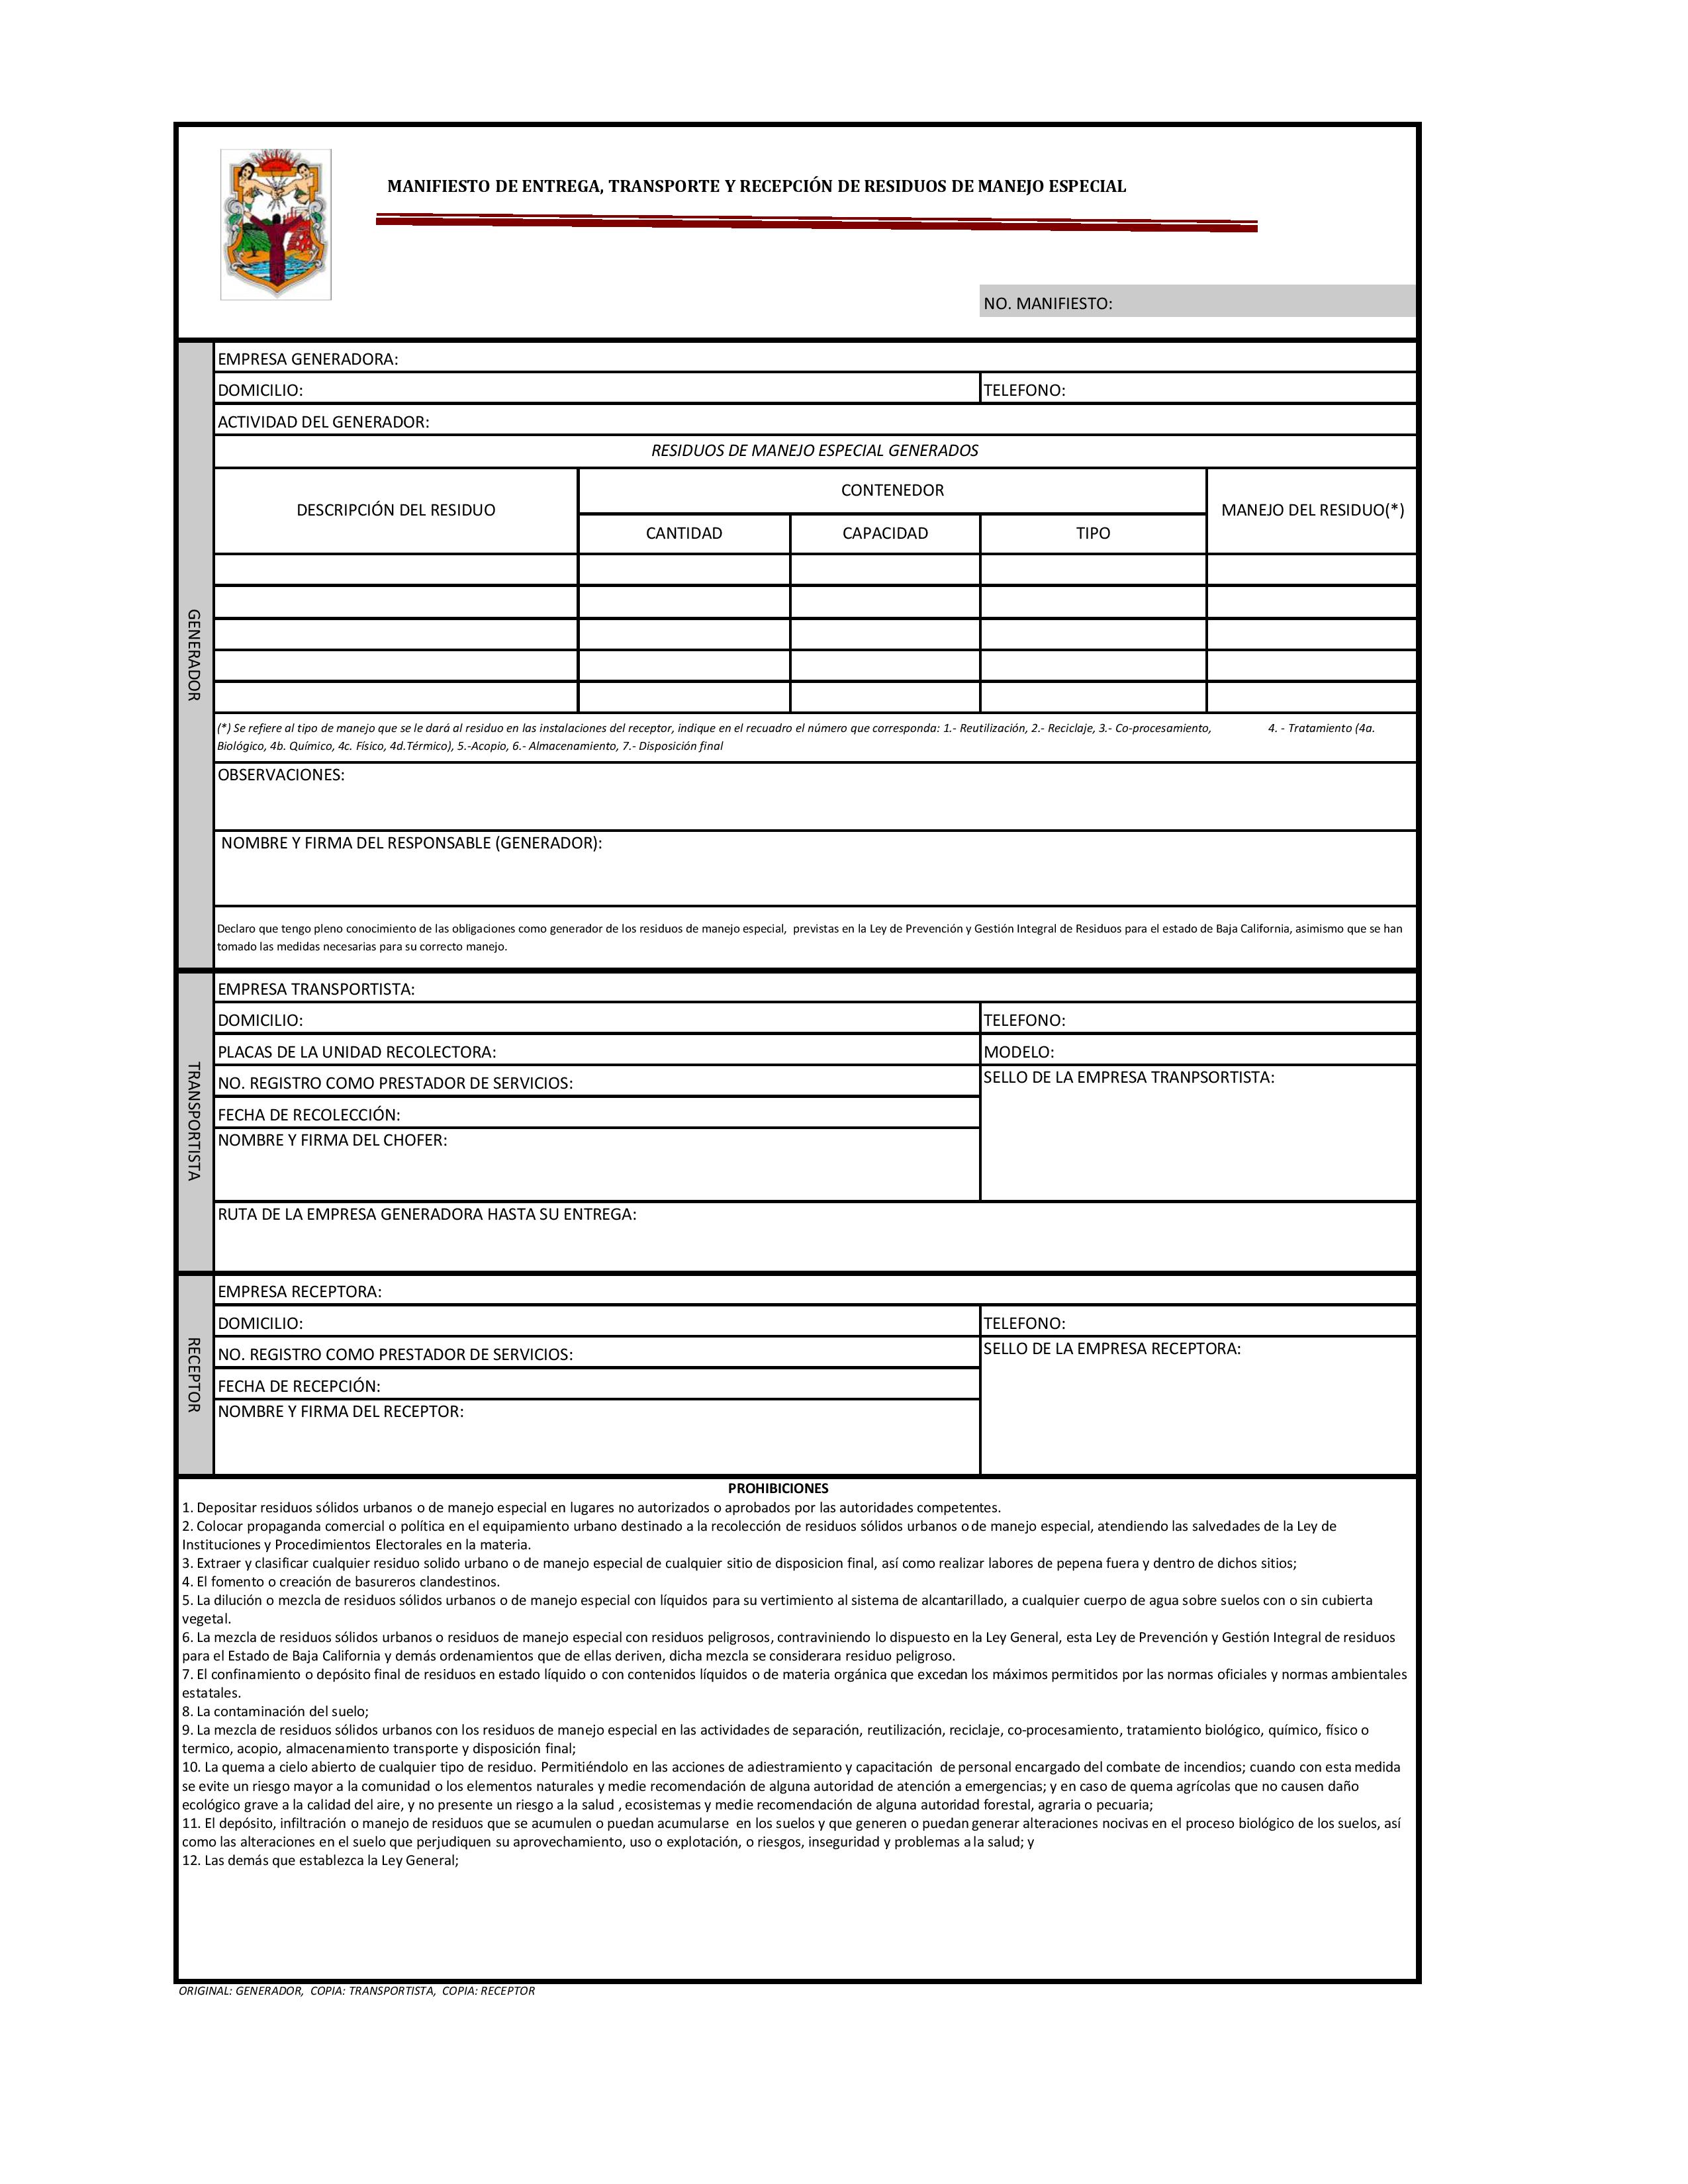 MANIFIESTO DE ENTREGA, TRANSPORTE Y RECEPCIÓN DE RESIDUOS DE MANEJO ESPECIAL
NO. MANIFIESTO:
GENERADOR
EMPRESA GENERADORA:
DOMICILIO: TELEFONO:
ACTIVIDAD DEL GENERADOR:
RESIDUOS DE MANEJO ESPECIAL GENERADOS
DESCRIPCIÓN DEL RESIDUO CONTENEDOR MANEJO DEL RESIDUO(*)
CANTIDAD CAPACIDAD TIPO
(*) Se refiere al tipo de manejo que se le dará al residuo en las instalaciones del receptor, indique en el recuadro el número que corresponda: 1.- Reutilización, 2.- Reciclaje, 3.- Co-procesamiento, 4. - Tratamiento (4a.
Biológico, 4b. Químico, 4c. Físico, 4d.Térmico), 5.-Acopio, 6.- Almacenamiento, 7.- Disposición final
OBSERVACIONES:
NOMBRE Y FIRMA DEL RESPONSABLE (GENERADOR):
Declaro que tengo pleno conocimiento de las obligaciones como generador de los residuos de manejo especial, previstas en la Ley de Prevención y Gestión Integral de Residuos para el estado de Baja California, asimismo que se han
tomado las medidas necesarias para su correcto manejo.
TRANSPORTISTA
EMPRESA TRANSPORTISTA:
DOMICILIO: TELEFONO:
PLACAS DE LA UNIDAD RECOLECTORA: MODELO:
NO. REGISTRO COMO PRESTADOR DE SERVICIOS: SELLO DE LA EMPRESA TRANPSORTISTA:
FECHA DE RECOLECCIÓN:
NOMBRE Y FIRMA DEL CHOFER:
RUTA DE LA EMPRESA GENERADORA HASTA SU ENTREGA:
RECEPTOR
EMPRESA RECEPTORA:
DOMICILIO: TELEFONO:
NO. REGISTRO COMO PRESTADOR DE SERVICIOS: SELLO DE LA EMPRESA RECEPTORA:
FECHA DE RECEPCIÓN:
NOMBRE Y FIRMA DEL RECEPTOR:
PROHIBICIONES
1. Depositar residuos sólidos urbanos o de manejo especial en lugares no autorizados o aprobados por las autoridades competentes.
2. Colocar propaganda comercial o política en el equipamiento urbano destinado a la recolección de residuos sólidos urbanos o de manejo especial, atendiendo las salvedades de la Ley de
Instituciones y Procedimientos Electorales en la materia.
3. Extraer y clasificar cualquier residuo solido urbano o de manejo especial de cualquier sitio de disposicion final, así como realizar labores de pepena fuera y dentro de dichos sitios;
4. El fomento o creación de basureros clandestinos.
5. La dilución o mezcla de residuos sólidos urbanos o de manejo especial con líquidos para su vertimiento al sistema de alcantarillado, a cualquier cuerpo de agua sobre suelos con o sin cubierta
vegetal.
6. La mezcla de residuos sólidos urbanos o residuos de manejo especial con residuos peligrosos, contraviniendo lo dispuesto en la Ley General, esta Ley de Prevención y Gestión Integral de residuos
para el Estado de Baja California y demás ordenamientos que de ellas deriven, dicha mezcla se considerara residuo peligroso.
7. El confinamiento o depósito final de residuos en estado líquido o con contenidos líquidos o de materia orgánica que excedan los máximos permitidos por las normas oficiales y normas ambientales
estatales.
8. La contaminación del suelo;
9. La mezcla de residuos sólidos urbanos con los residuos de manejo especial en las actividades de separación, reutilización, reciclaje, co-procesamiento, tratamiento biológico, químico, físico o
termico, acopio, almacenamiento transporte y disposición final;
10. La quema a cielo abierto de cualquier tipo de residuo. Permitiéndolo en las acciones de adiestramiento y capacitación de personal encargado del combate de incendios; cuando con esta medida
se evite un riesgo mayor a la comunidad o los elementos naturales y medie recomendación de alguna autoridad de atención a emergencias; y en caso de quema agrícolas que no causen daño
ecológico grave a la calidad del aire, y no presente un riesgo a la salud , ecosistemas y medie recomendación de alguna autoridad forestal, agraria o pecuaria;
11. El depósito, infiltración o manejo de residuos que se acumulen o puedan acumularse en los suelos y que generen o puedan generar alteraciones nocivas en el proceso biológico de los suelos, así
como las alteraciones en el suelo que perjudiquen su aprovechamiento, uso o explotación, o riesgos, inseguridad y problemas a la salud; y
12. Las demás que establezca la Ley General;
ORIGINAL: GENERADOR, COPIA: TRANSPORTISTA, COPIA: RECEPTOR